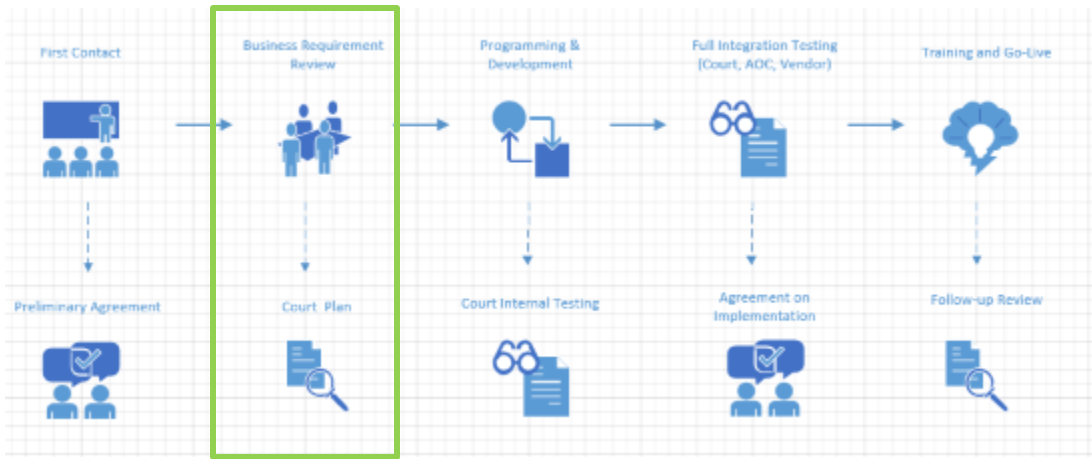 First Contact
Business Requirement
Review
Programming &
Development
Full Integration Testing
(Court, AOC, Vendor)
Training and Go-Live
Preliminary Agreement
Court Plan
Court Internal Testing
Agreement on
Implementation
Follow-up Review